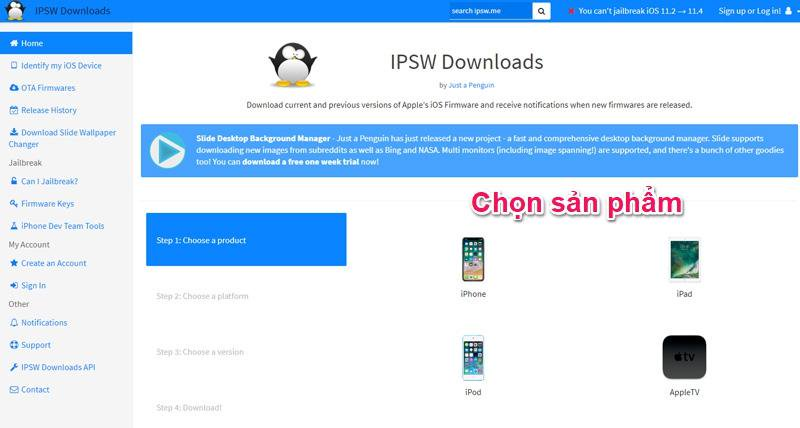 IPSW Downloads
search ipsw.me
You can't jailbreak iOS 11.2 → 11.4
Sign up or Log in!
Home
Identify my iOS Device
OTA Firmwares
Release History
Download Slide Wallpaper
Changer
Jailbreak
Can I Jailbreak?
Firmware Keys
iPhone Dev Team Tools
My Account
Create an Account
Sign In
Other
Notifications
Support
IPSW Downloads API
Contact
IPSW Downloads
by Just a Penguin
Download current and previous versions of Apple's iOS Firmware and receive notifications when new firmwares are released.
Slide Desktop Background Manager - Just a Penguin has just released a new project - a fast and comprehensive desktop background manager. Slide supports
downloading new images from subreddits as well as Bing and NASA. Multi monitors (including image spanning!) are supported, and there's a bunch of other goodies
too! You can download a free one week trial now!
Chọn sản phẩm
Step 1: Choose a product
Step 2: Choose a platform
Step 3: Choose a version
Step 4: Download!
iPhone
iPad
iPod
AppleTV
tv